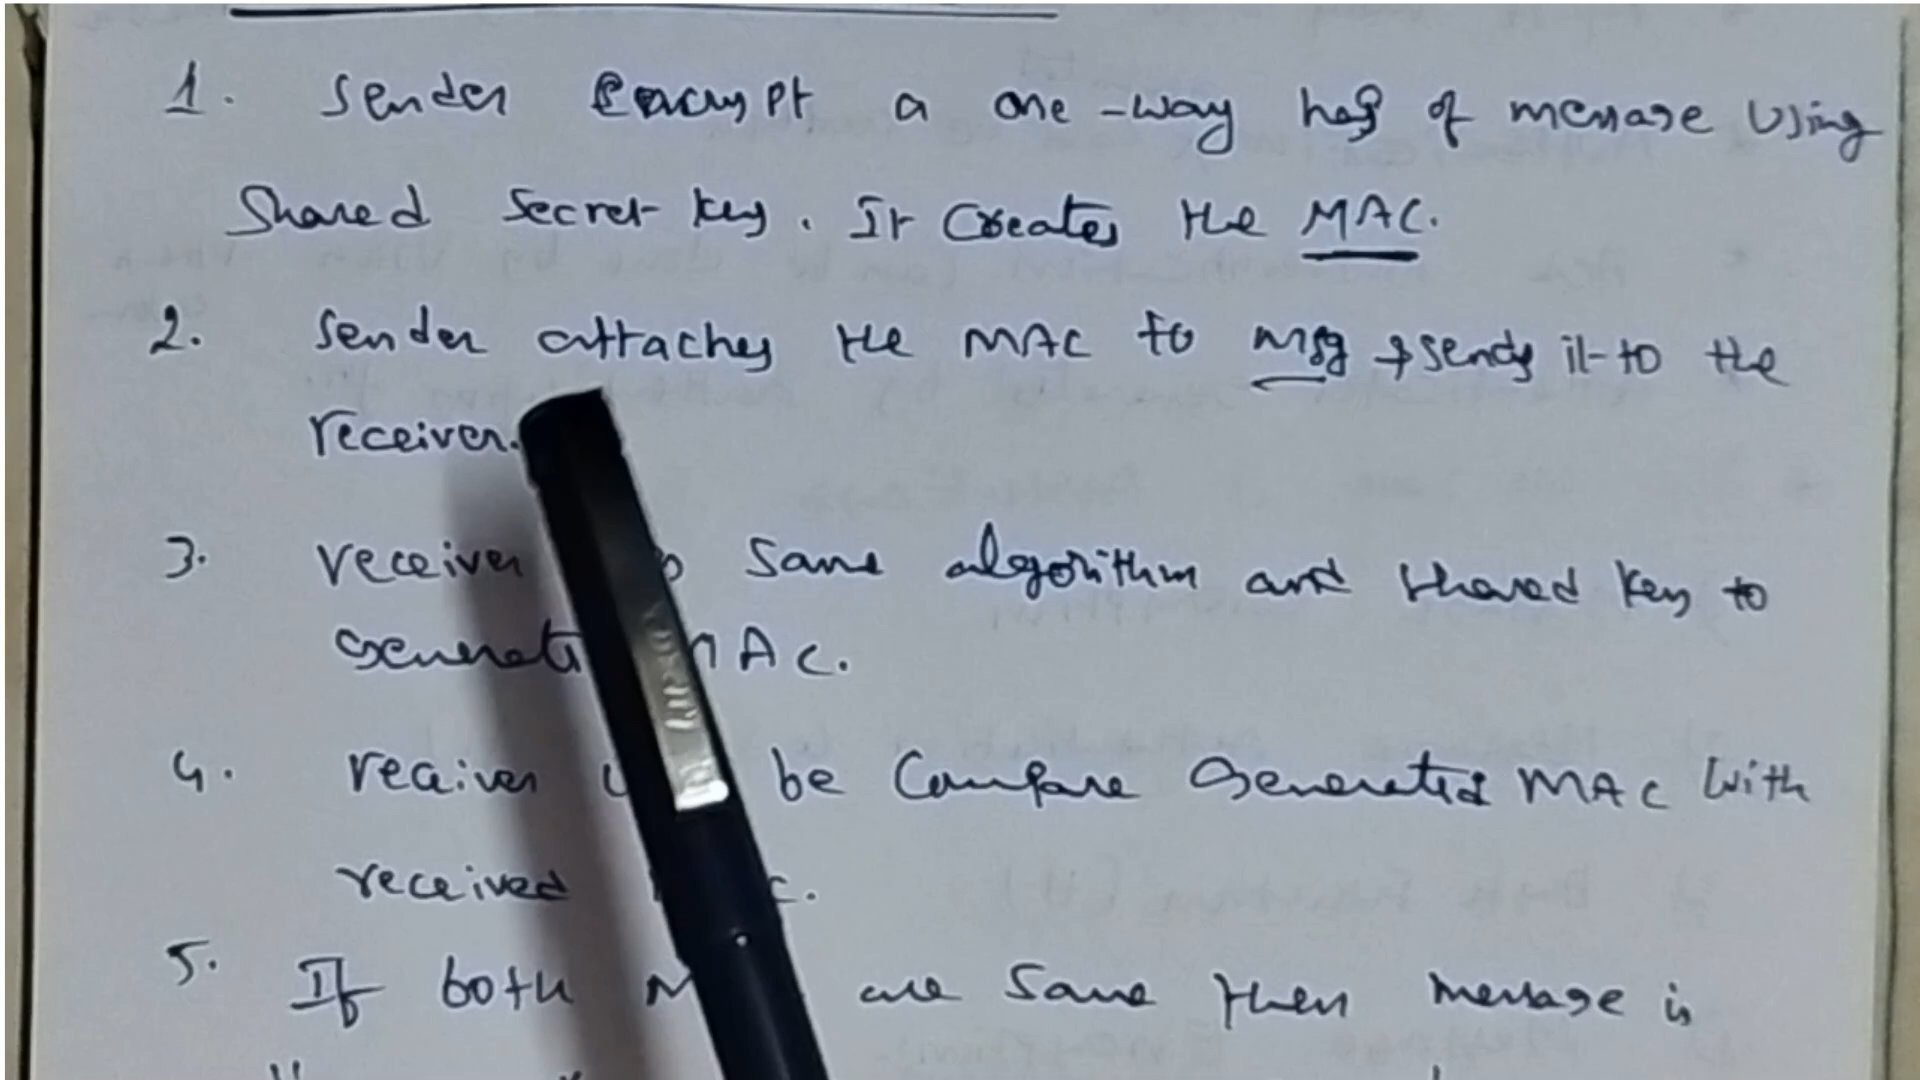 1. Sender Encrypt a one-way hash of message Using
Shared Secret key. It Creates the MAC.
2. Sender attaches the MAC to msg & sends it to the
receiver.
3. receiver same algorithm and shared key to
generate MAC.
4. receiver be Compare Generated MAC With
received
5. If both are Same then message is